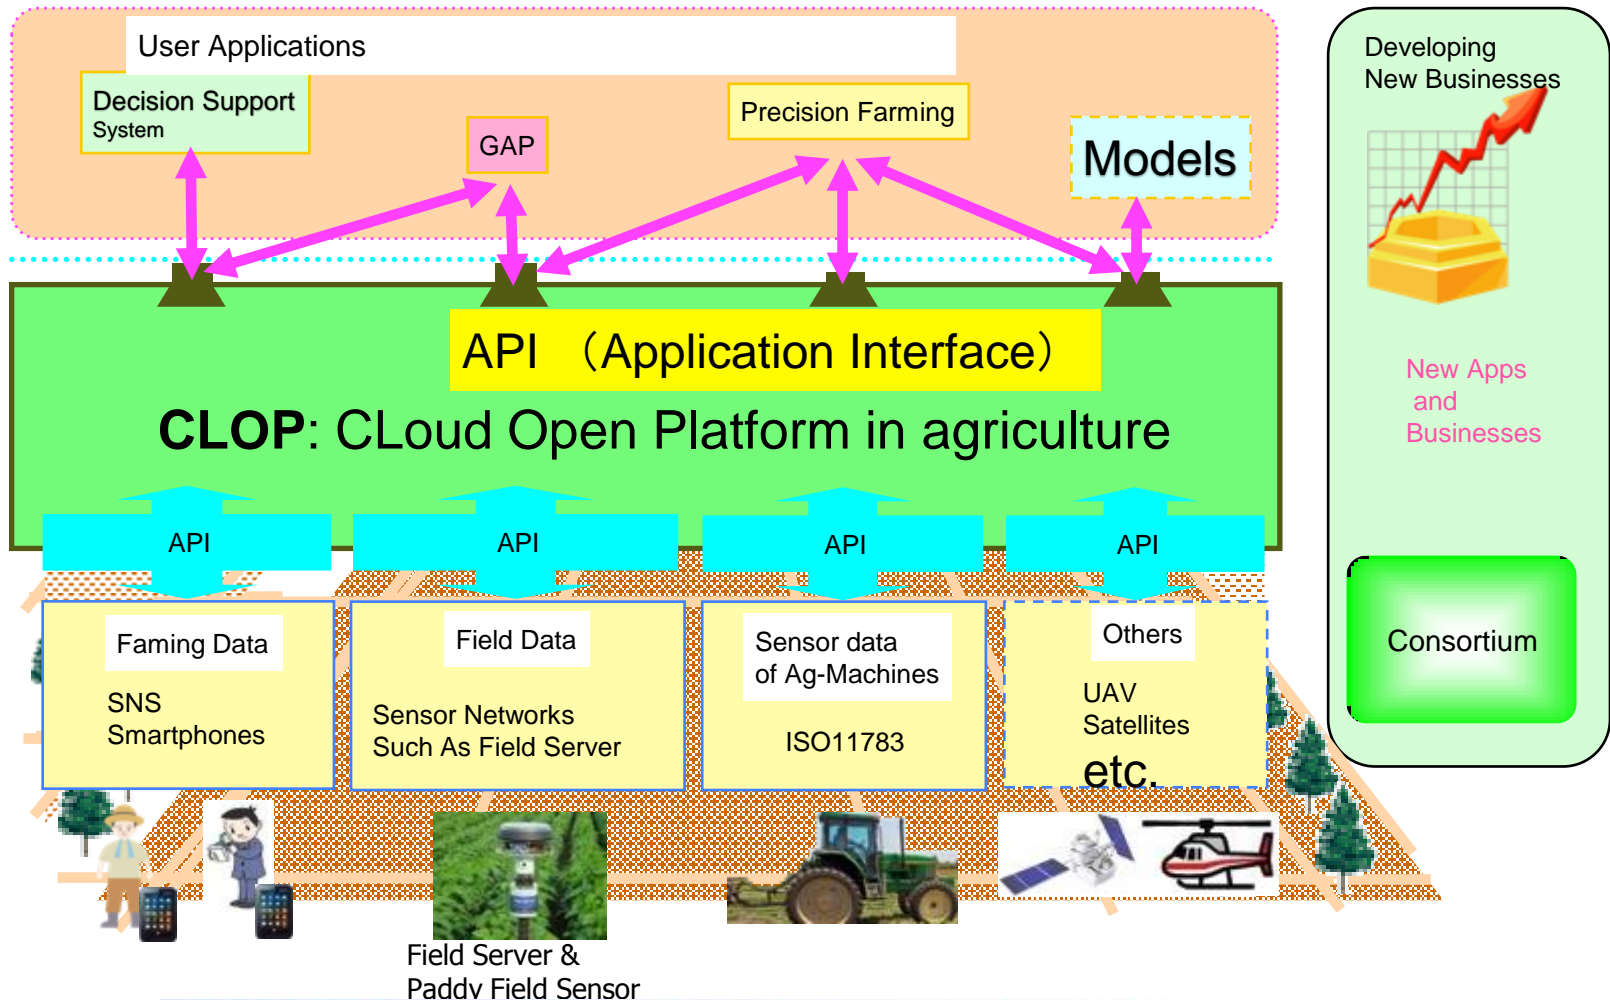 User Applications
Decision Support
System
GAP
Precision Farming
Models
API （Application Interface）
CLOP: CLoud Open Platform in agriculture
API
API
API
API
Faming Data
SNS
Smartphones
Field Data
Sensor Networks
Such As Field Server
Sensor data
of Ag-Machines
ISO11783
Others
UAV
Satellites
etc.
Field Server &
Paddy Field Sensor
Developing
New Businesses
New Apps
and
Businesses
Consortium